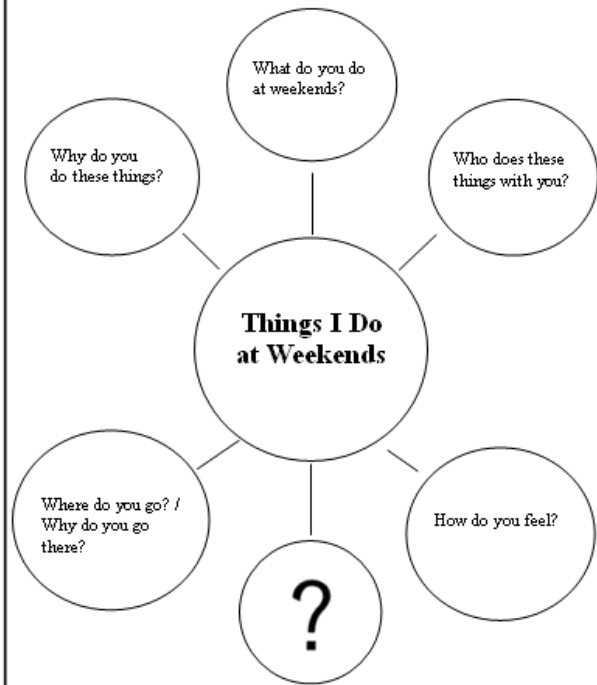 What do you do
at weekends?
Why do you
do these things?
Who does these
things with you?
Things I Do
at Weekends
Where do you go? /
Why do you go
there?
How do you feel?
?